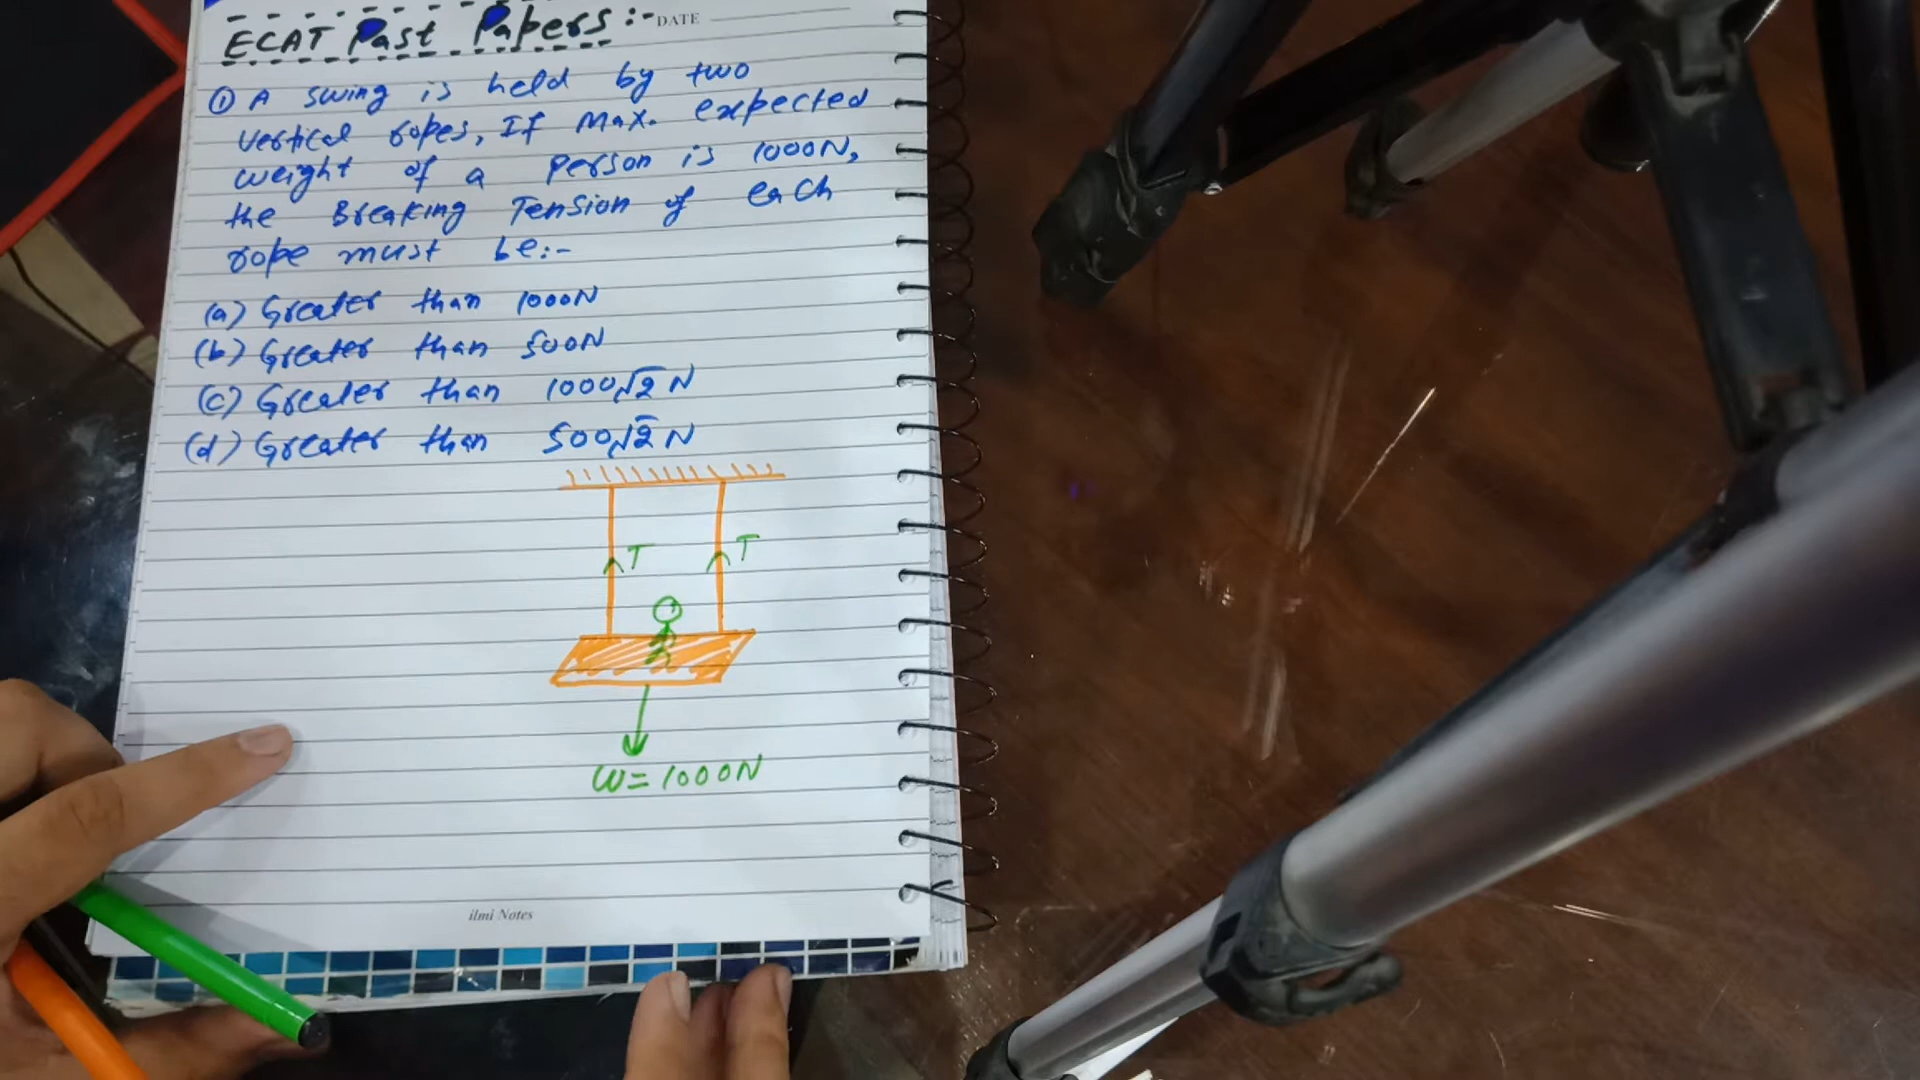 ECAT Past Papers:-
DATE
① A swing is held by two
vertical ropes, If Max. expected
weight of a person is 1000N,
the Breaking Tension of each
rope must be:-
(a) Greater than 1000N
(b) Greater than 500N
(c) Greater than 1000√2 N
(d) Greater than 500√2 N
T T
W = 1000N
ilmi Notes